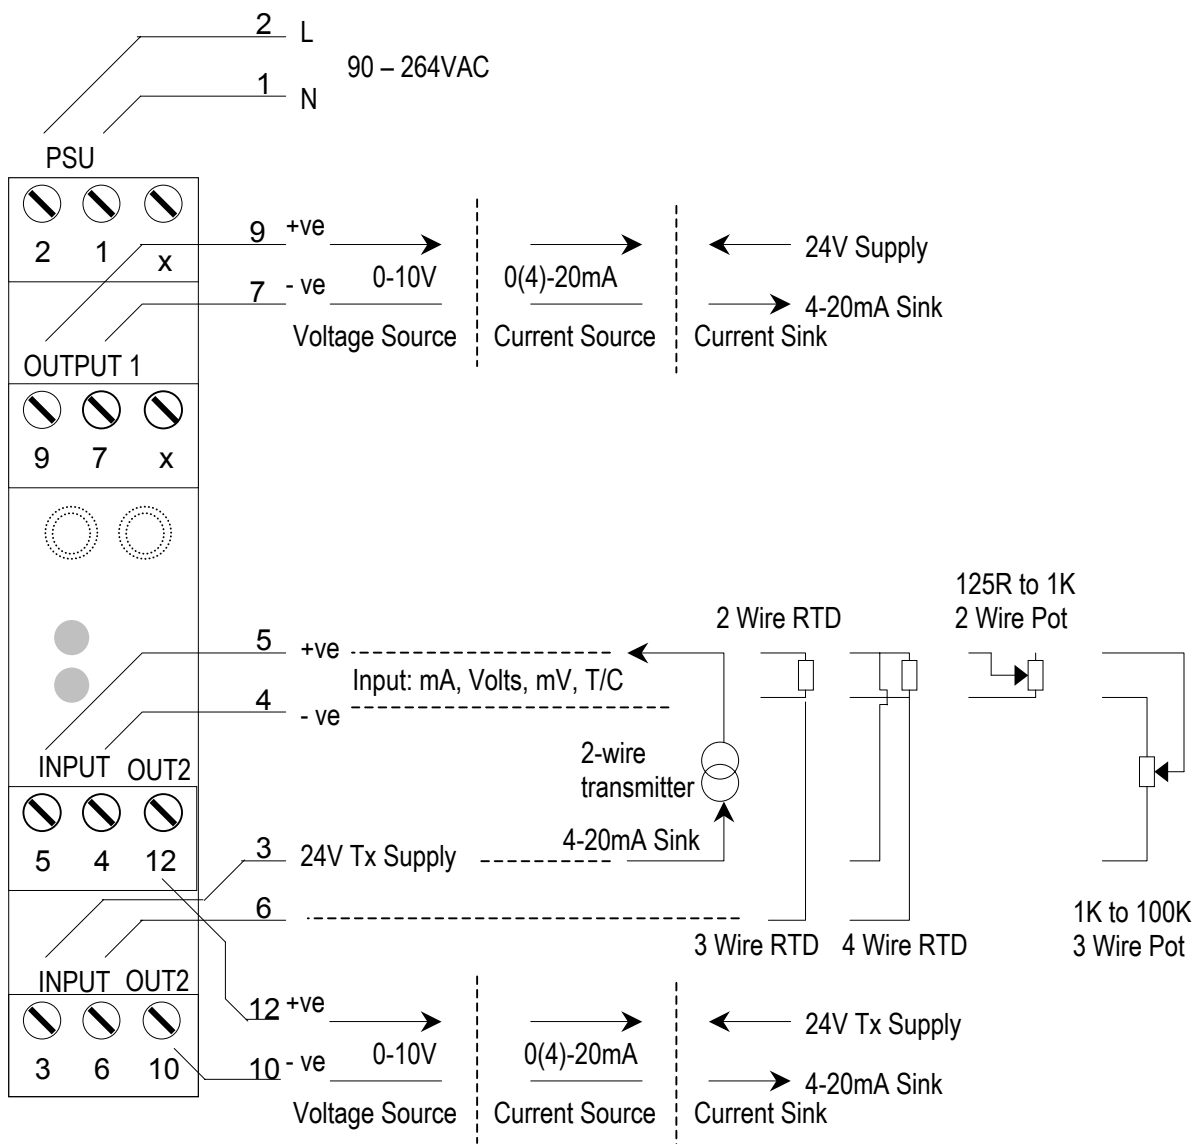 2 L
90 – 264VAC
1 N
PSU
2 1 x
9 +ve
24V Supply
0-10V 0(4)-20mA
7 - ve
4-20mA Sink
Voltage Source Current Source Current Sink
OUTPUT 1
9 7 x
125R to 1K
2 Wire RTD 2 Wire Pot
5 +ve
Input: mA, Volts, mV, T/C
4 - ve
2-wire
transmitter
INPUT OUT2
4-20mA Sink
5 4 12
3 24V Tx Supply
6
1K to 100K
3 Wire RTD 4 Wire RTD 3 Wire Pot
INPUT OUT2
12 +ve
24V Tx Supply
3 6 10
10 - ve 0-10V 0(4)-20mA
4-20mA Sink
Voltage Source Current Source Current Sink